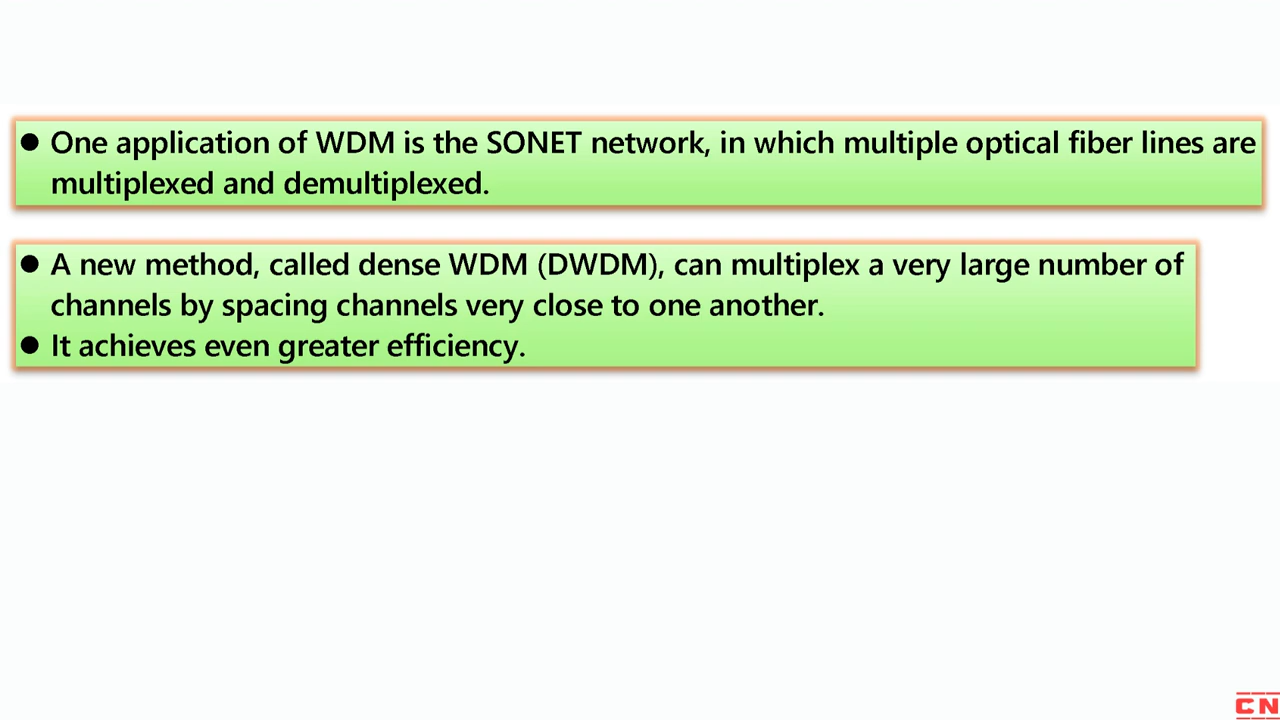 ● One application of WDM is the SONET network, in which multiple optical fiber lines are
multiplexed and demultiplexed.
● A new method, called dense WDM (DWDM), can multiplex a very large number of
channels by spacing channels very close to one another.
● It achieves even greater efficiency.
CN